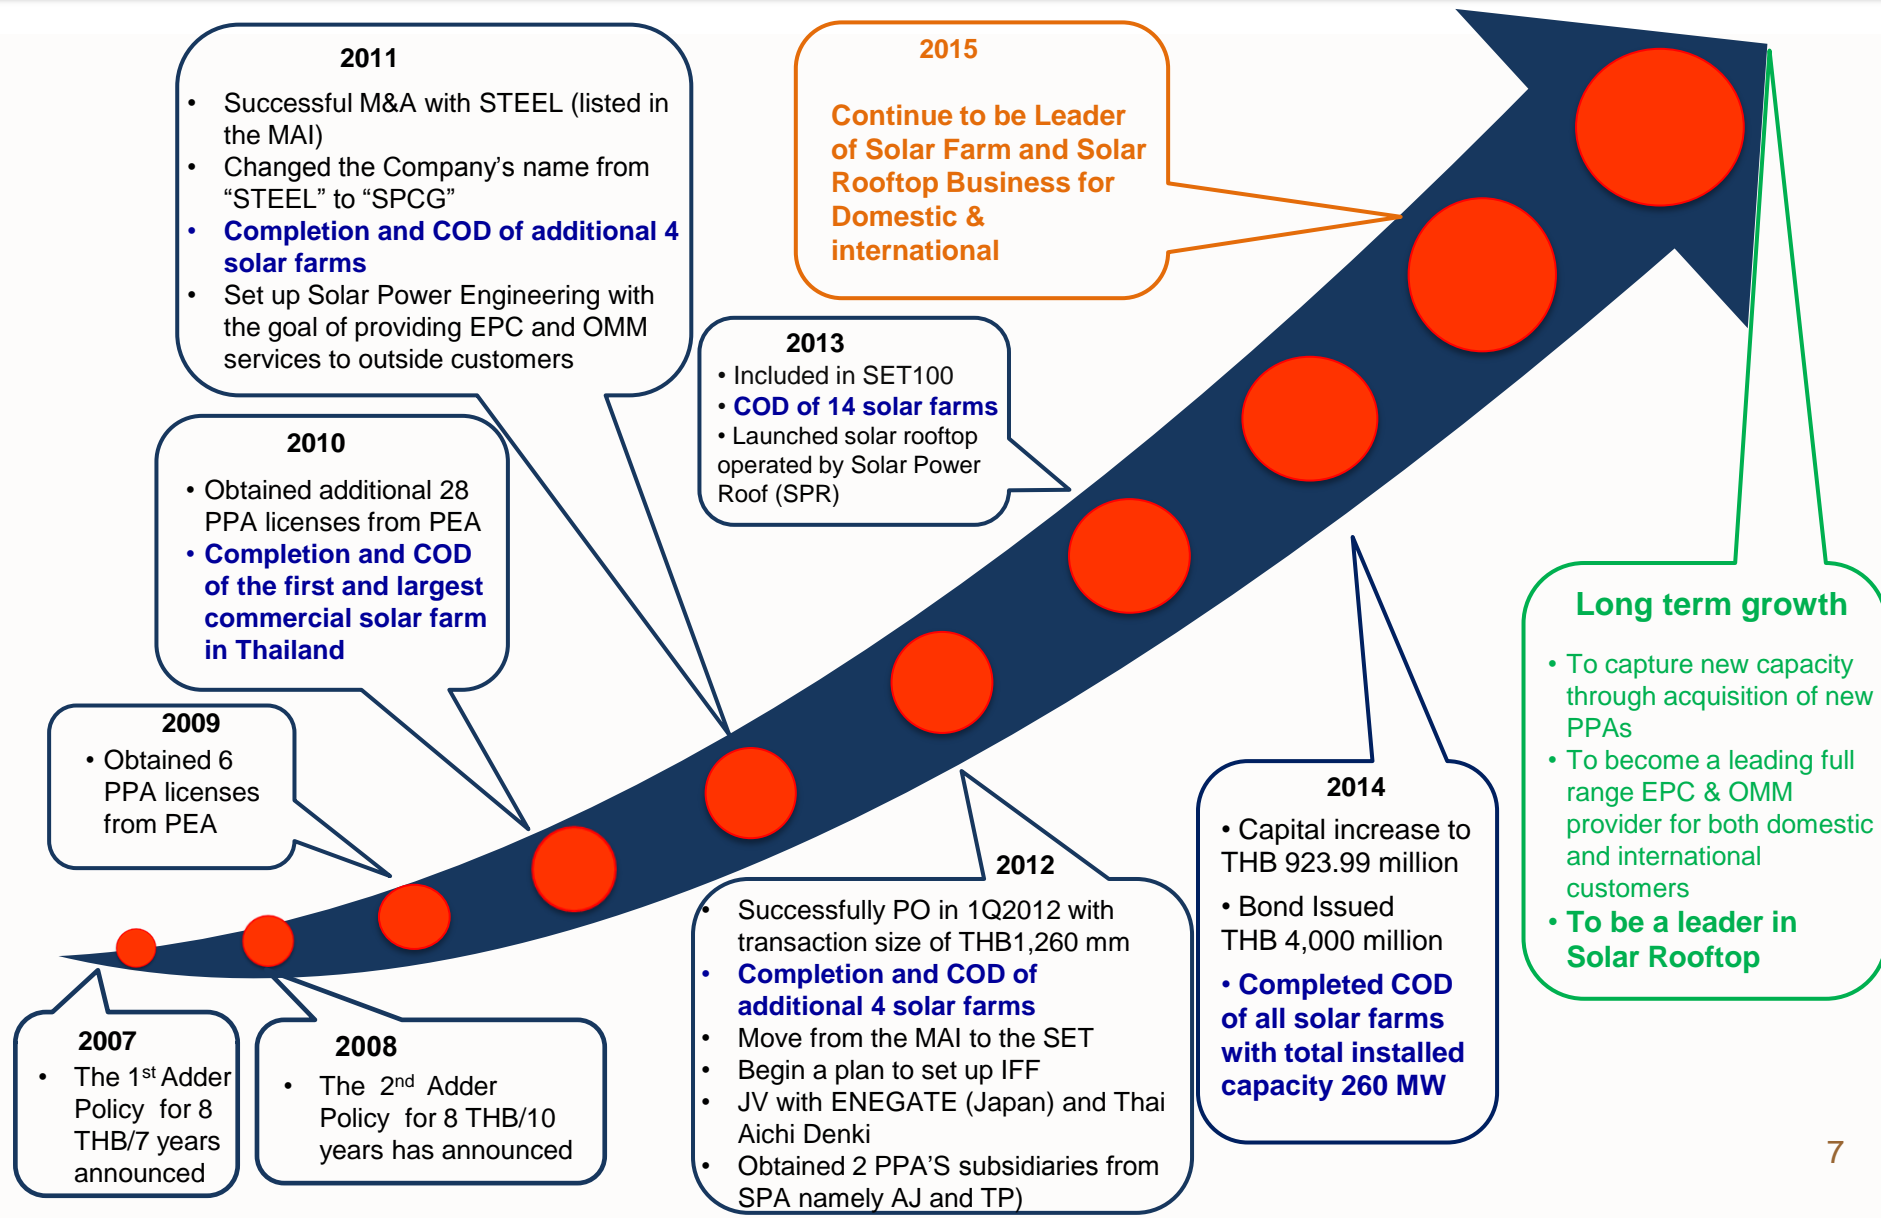 2011
• Successful M&A with STEEL (listed in
the MAI)
• Changed the Company’s name from
“STEEL” to “SPCG”
• Completion and COD of additional 4
solar farms
• Set up Solar Power Engineering with
the goal of providing EPC and OMM
services to outside customers
2015
Continue to be Leader
of Solar Farm and Solar
Rooftop Business for
Domestic &
international
2013
• Included in SET100
• COD of 14 solar farms
• Launched solar rooftop
operated by Solar Power
Roof (SPR)
2010
• Obtained additional 28
PPA licenses from PEA
• Completion and COD
of the first and largest
commercial solar farm
in Thailand
2009
• Obtained 6
PPA licenses
from PEA
2007
• The 1st Adder
Policy for 8
THB/7 years
announced
2008
• The 2nd Adder
Policy for 8 THB/10
years has announced
2012
• Successfully PO in 1Q2012 with
transaction size of THB1,260 mm
• Completion and COD of
additional 4 solar farms
• Move from the MAI to the SET
• Begin a plan to set up IFF
• JV with ENEGATE (Japan) and Thai
Aichi Denki
• Obtained 2 PPA’S subsidiaries from
SPA namely AJ and TP)
2014
• Capital increase to
THB 923.99 million
• Bond Issued
THB 4,000 million
• Completed COD
of all solar farms
with total installed
capacity 260 MW
Long term growth
• To capture new capacity
through acquisition of new
PPAs
• To become a leading full
range EPC & OMM
provider for both domestic
and international
customers
• To be a leader in
Solar Rooftop
7